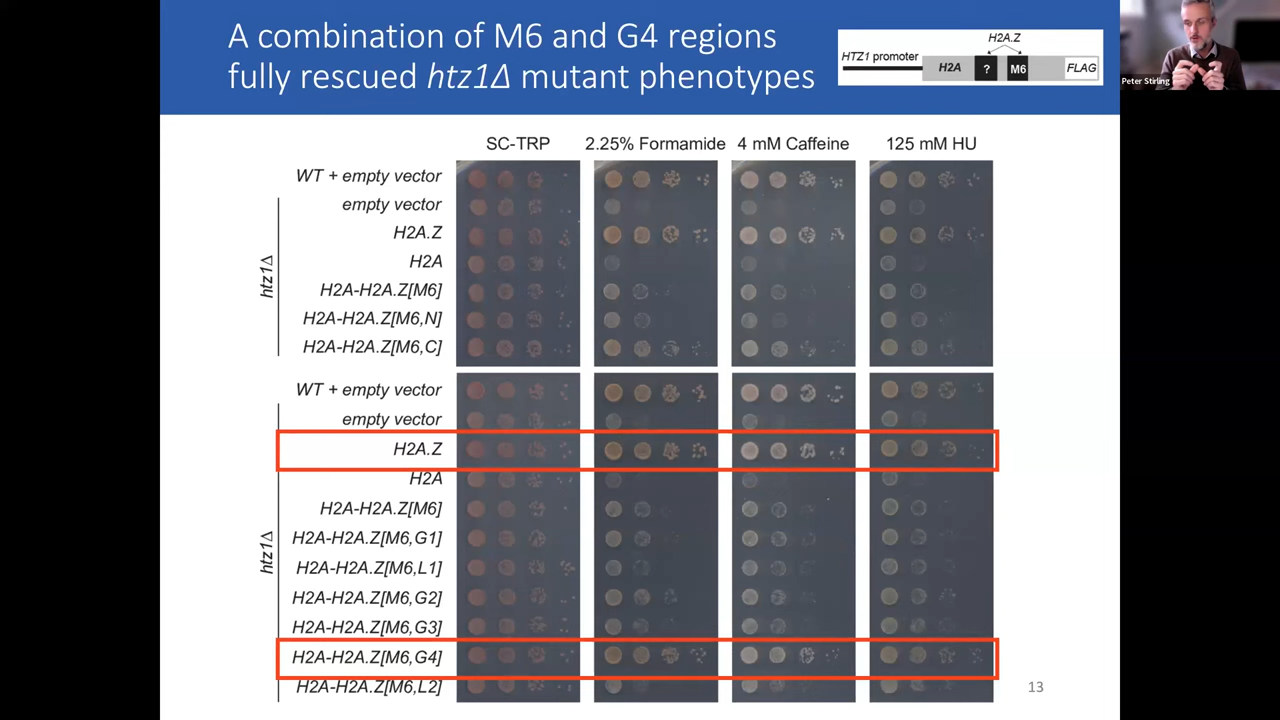 A combination of M6 and G4 regions
fully rescued htz1Δ mutant phenotypes
H2A.Z
HTZ1 promoter
H2A
?
M6
FLAG
Peter Stirling
SC-TRP
2.25% Formamide
4 mM Caffeine
125 mM HU
WT + empty vector
empty vector
H2A.Z
H2A
H2A-H2A.Z[M6]
H2A-H2A.Z[M6,N]
H2A-H2A.Z[M6,C]
htz1Δ
WT + empty vector
empty vector
H2A.Z
H2A
H2A-H2A.Z[M6]
H2A-H2A.Z[M6,G1]
H2A-H2A.Z[M6,L1]
H2A-H2A.Z[M6,G2]
H2A-H2A.Z[M6,G3]
H2A-H2A.Z[M6,G4]
H2A-H2A.Z[M6,L2]
htz1Δ
13